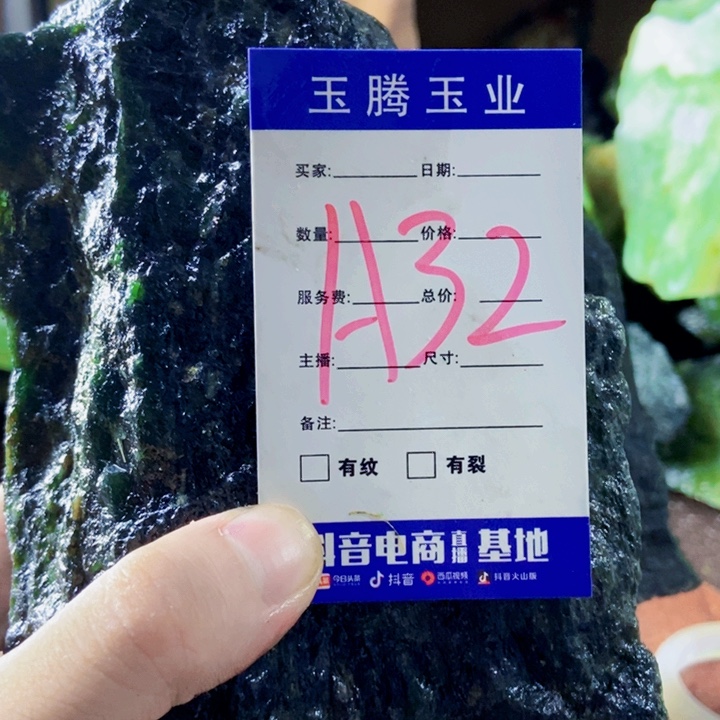 玉腾玉业
买家: 日期:
数量: 价格:
服务费: 总价:
主播: 尺寸:
备注:
有纹 有裂
A32
抖音电商直播基地
今日头条 抖音 西瓜视频 抖音火山版